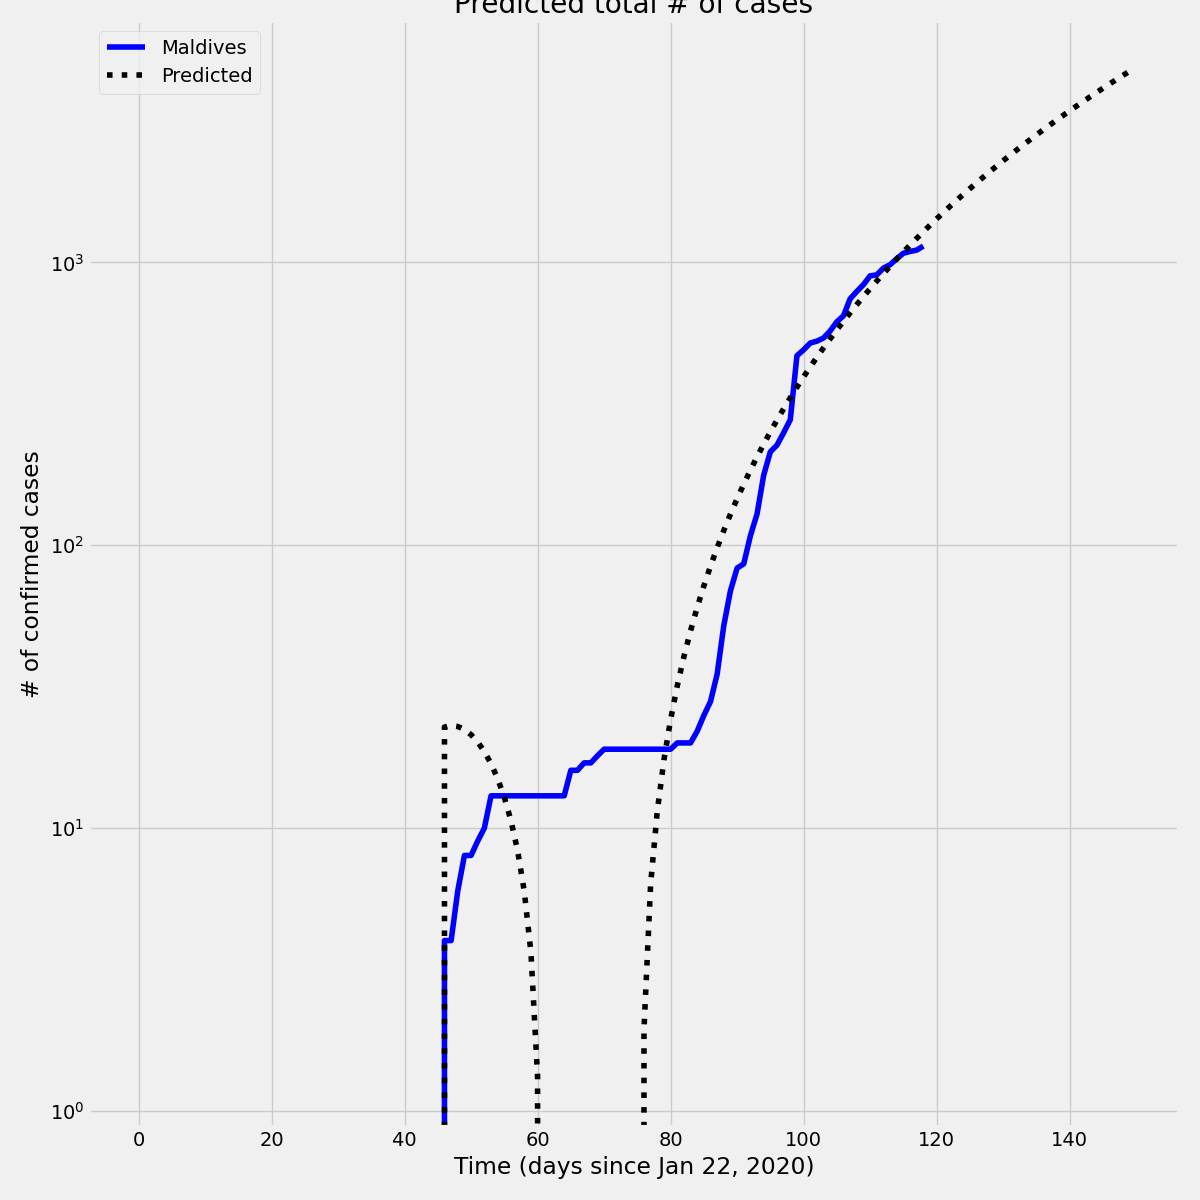 Predicted total # of cases
Maldives
Predicted
10³
10²
10¹
10⁰
# of confirmed cases
0 20 40 60 80 100 120 140
Time (days since Jan 22, 2020)